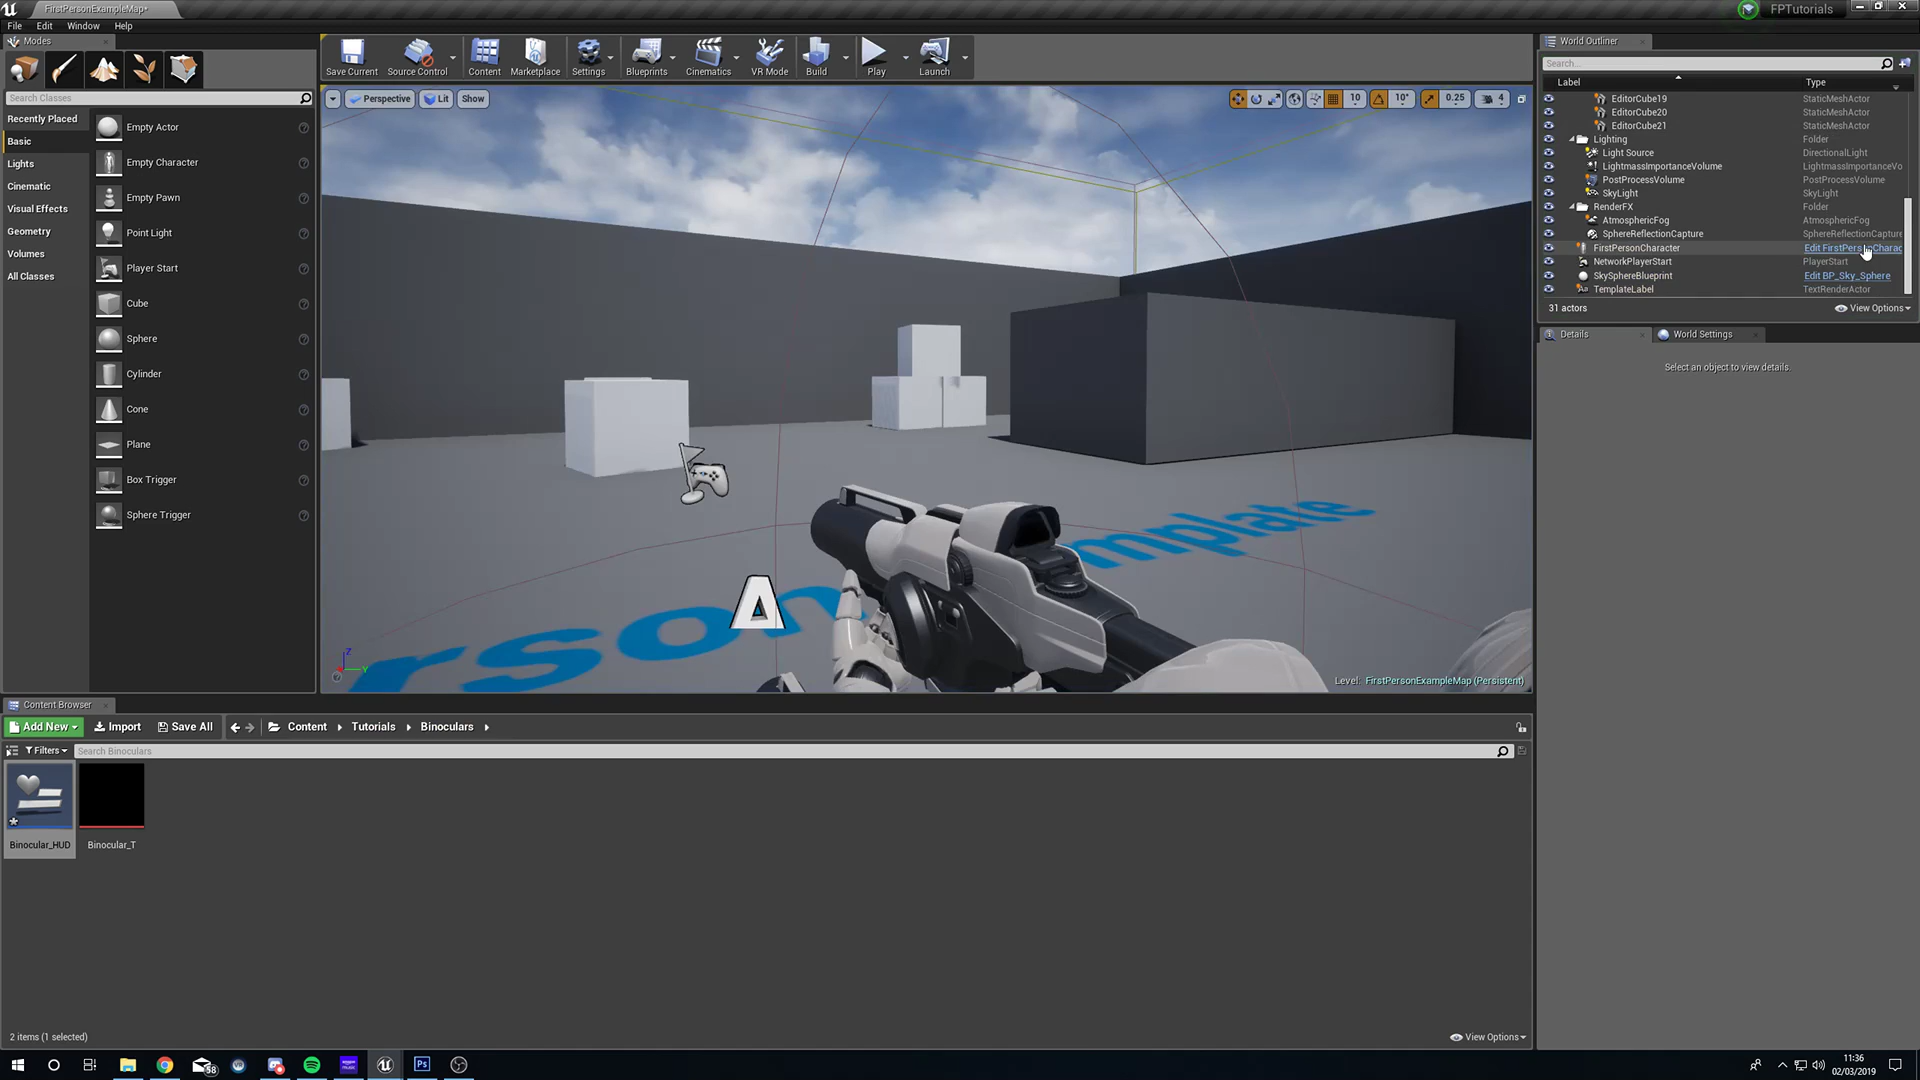 FirstPersonExampleMap*
FPTutorials
File Edit Window Help
Modes
Search Classes
Recently Placed
Basic
Lights
Cinematic
Visual Effects
Geometry
Volumes
All Classes
Empty Actor
Empty Character
Empty Pawn
Point Light
Player Start
Cube
Sphere
Cylinder
Cone
Plane
Box Trigger
Sphere Trigger
Save Current
Source Control
Content
Marketplace
Settings
Blueprints
Cinematics
VR Mode
Build
Play
Launch
Perspective
Lit
Show
10
10°
0.25
4
rson
mplate
Z
Y
Level: FirstPersonExampleMap (Persistent)
World Outliner
Search...
Label Type
EditorCube19 StaticMeshActor
EditorCube20 StaticMeshActor
EditorCube21 StaticMeshActor
Lighting Folder
Light Source DirectionalLight
LightmassImportanceVolume LightmassImportanceVo
PostProcessVolume PostProcessVolume
SkyLight SkyLight
RenderFX Folder
AtmosphericFog AtmosphericFog
SphereReflectionCapture SphereReflectionCapture
FirstPersonCharacter Edit FirstPersonCharac
NetworkPlayerStart PlayerStart
SkySphereBlueprint Edit BP_Sky_Sphere
TemplateLabel TextRenderActor
31 actors
View Options
Details
World Settings
Select an object to view details.
Content Browser
Add New
Import
Save All
Content
Tutorials
Binoculars
Filters
Search Binoculars
Binocular_HUD
Binocular_T
2 items (1 selected)
View Options
58
Ps
11:36
02/03/2019